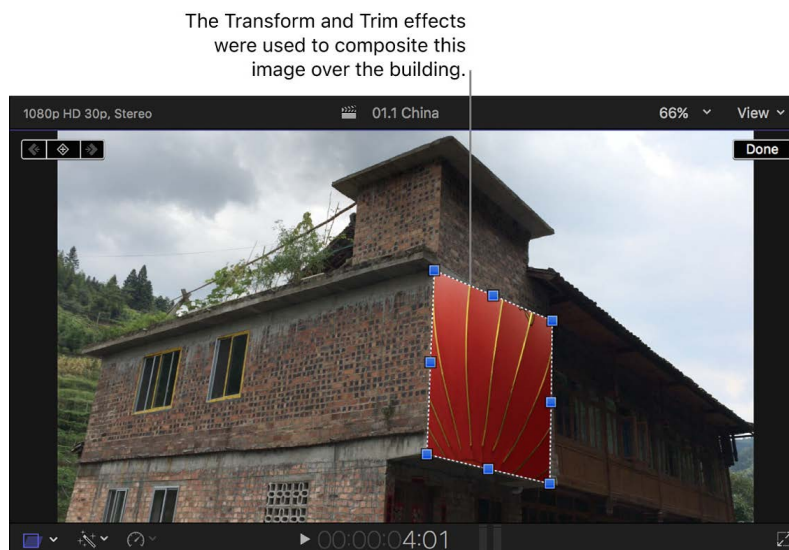 The Transform and Trim effects
were used to composite this
image over the building.
1080p HD 30p, Stereo
01.1 China
66%
View
Done
00:00:04:01